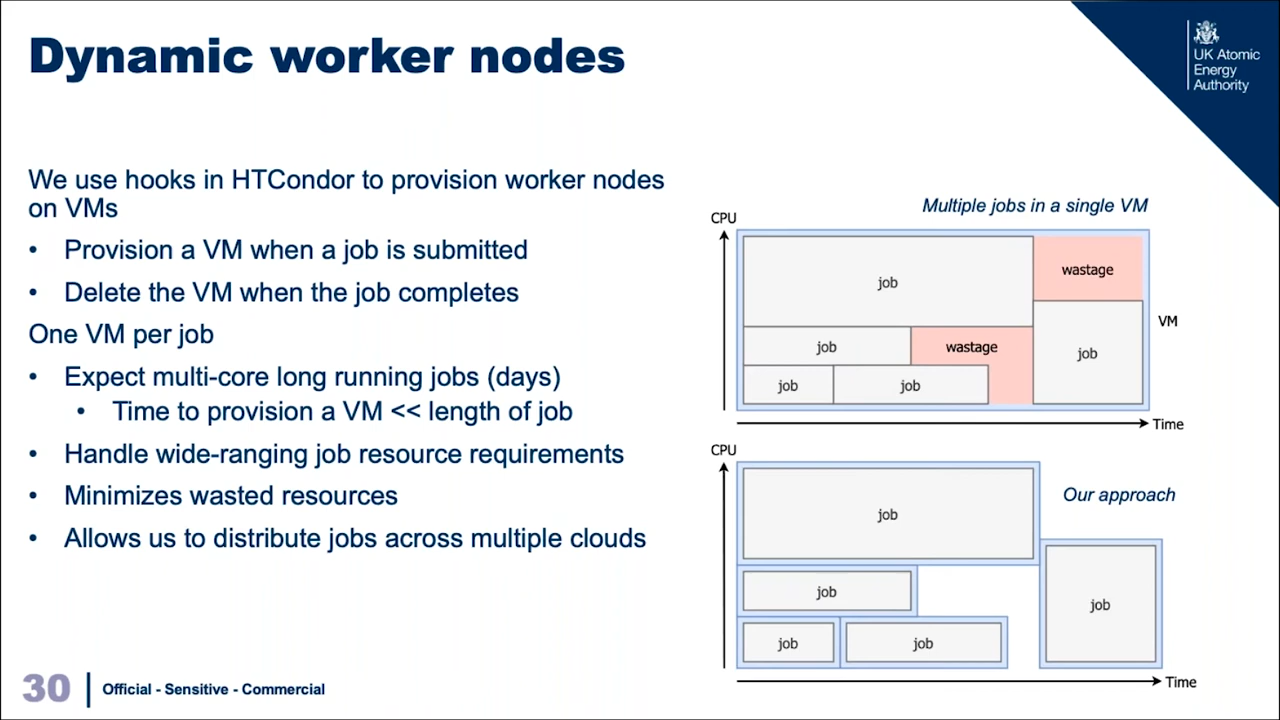 Dynamic worker nodes
UK Atomic
Energy
Authority
We use hooks in HTCondor to provision worker nodes
on VMs
• Provision a VM when a job is submitted
• Delete the VM when the job completes
One VM per job
• Expect multi-core long running jobs (days)
• Time to provision a VM << length of job
• Handle wide-ranging job resource requirements
• Minimizes wasted resources
• Allows us to distribute jobs across multiple clouds
Multiple jobs in a single VM
CPU
job
wastage
VM
job
wastage
job
job
job
Time
CPU
Our approach
job
job
job
job
job
Time
30
Official - Sensitive - Commercial